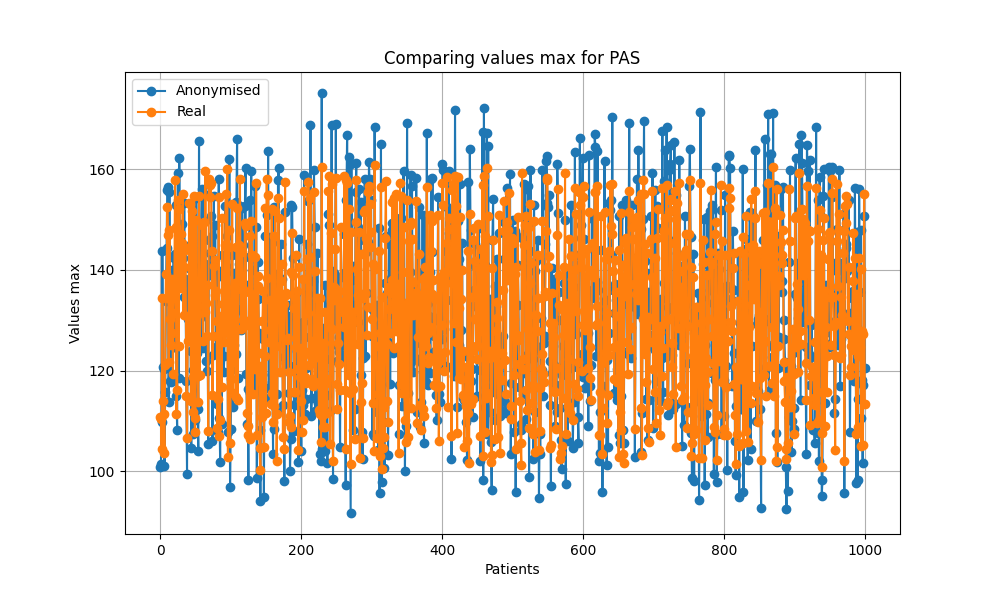 Comparing values max for PAS
Anonymised
Real
Values max
160
140
120
100
0
200
400
600
800
1000
Patients